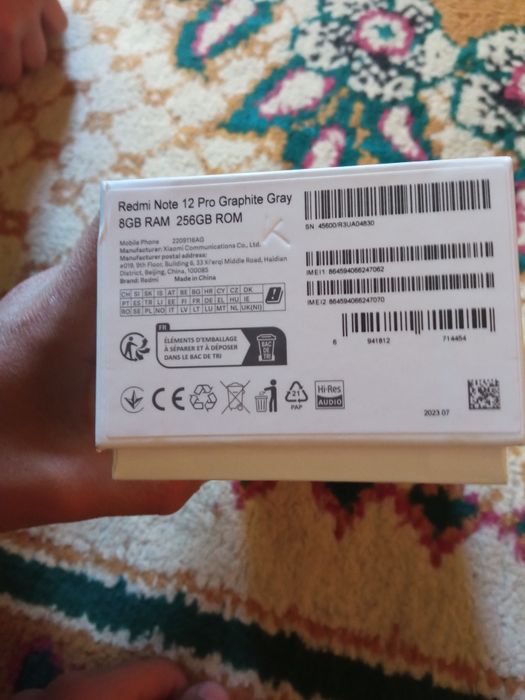 Redmi Note 12 Pro Graphite Gray
8GB RAM 256GB ROM
Mobile Phone 2209116AG
Manufacturer: Xiaomi Communications Co., Ltd.
Manufacturer postal address:
#019, 9th Floor, Building 6, 33 Xi'erqi Middle Road, Haidian
District, Beijing, China, 100085
Brand: Redmi Made in China
CH SI SK IS AT BE BG HR CY CZ DK
PT ES TR LI EE FI FR DE EL HU IE
RO SE PL NO IT LV LT LU MT NL UK(NI)
FR
ÉLÉMENTS D'EMBALLAGE
À SÉPARER ET À DÉPOSER
DANS LE BAC DE TRI
BAC
DE
TRI
CE
21
PAP
Hi-Res
AUDIO
SN: 45600/R3UA04830
IMEI1 864594066247062
IMEI2 864594066247070
6 941812 714454
2023 07